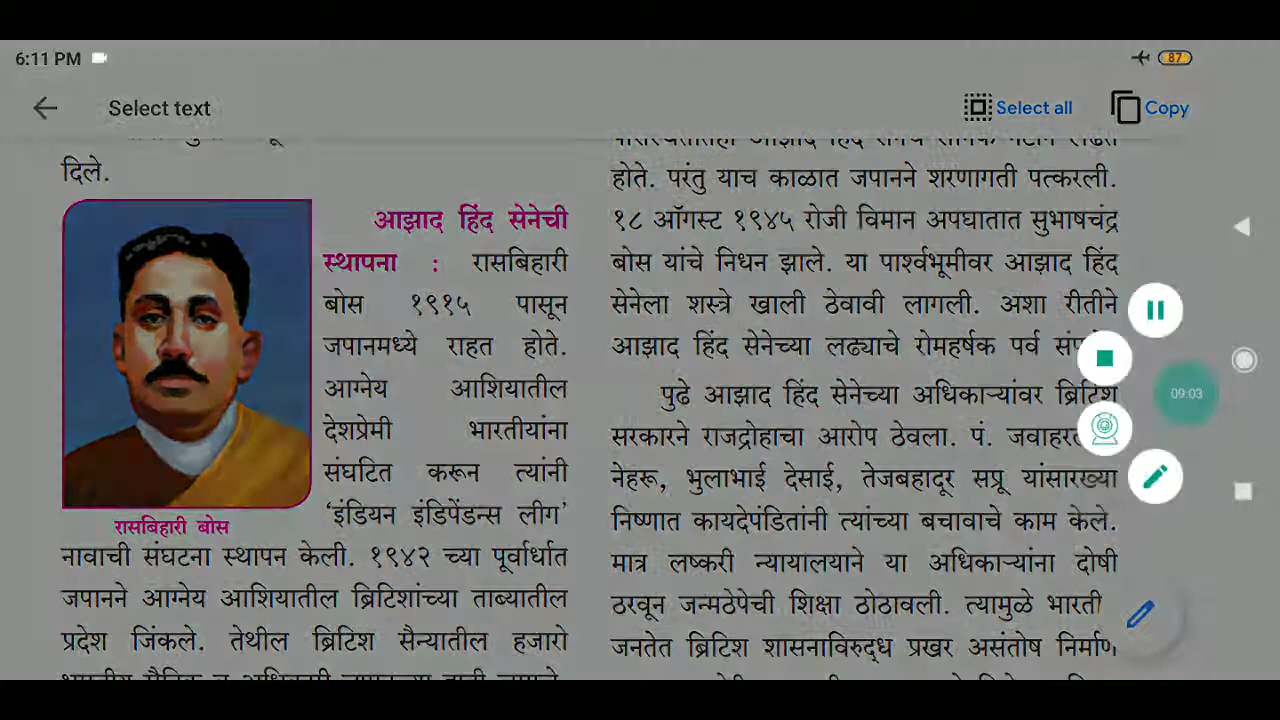 6:11 PM
87
Select text
Select all
Copy
दिले.
आझाद हिंद सेनेची
स्थापना : रासबिहारी
बोस १९१५ पासून
जपानमध्ये राहत होते.
आग्नेय आशियातील
देशप्रेमी भारतीयांना
संघटित करून त्यांनी
‘इंडियन इंडिपेंडन्स लीग’
रासबिहारी बोस
नावाची संघटना स्थापन केली. १९४२ च्या पूर्वार्धात
जपानने आग्नेय आशियातील ब्रिटिशांच्या ताब्यातील
प्रदेश जिंकले. तेथील ब्रिटिश सैन्यातील हजारो
होते. परंतु याच काळात जपानने शरणागती पत्करली.
१८ ऑगस्ट १९४५ रोजी विमान अपघातात सुभाषचंद्र
बोस यांचे निधन झाले. या पार्श्वभूमीवर आझाद हिंद
सेनेला शस्त्रे खाली ठेवावी लागली. अशा रीतीने
आझाद हिंद सेनेच्या लढ्याचे रोमहर्षक पर्व
पुढे आझाद हिंद सेनेच्या अधिकाऱ्यांवर ब्रिटिश
सरकारने राजद्रोहाचा आरोप ठेवला. पं.
नेहरू, भुलाभाई देसाई, तेजबहादूर सप्रू यांसारख्या
निष्णात कायदेपंडितांनी त्यांच्या बचावाचे काम केले.
मात्र लष्करी न्यायालयाने या अधिकाऱ्यांना दोषी
ठरवून जन्मठेपेची शिक्षा ठोठावली. त्यामुळे
जनतेत ब्रिटिश शासनाविरुद्ध प्रखर असंतोष निर्माण
09:03